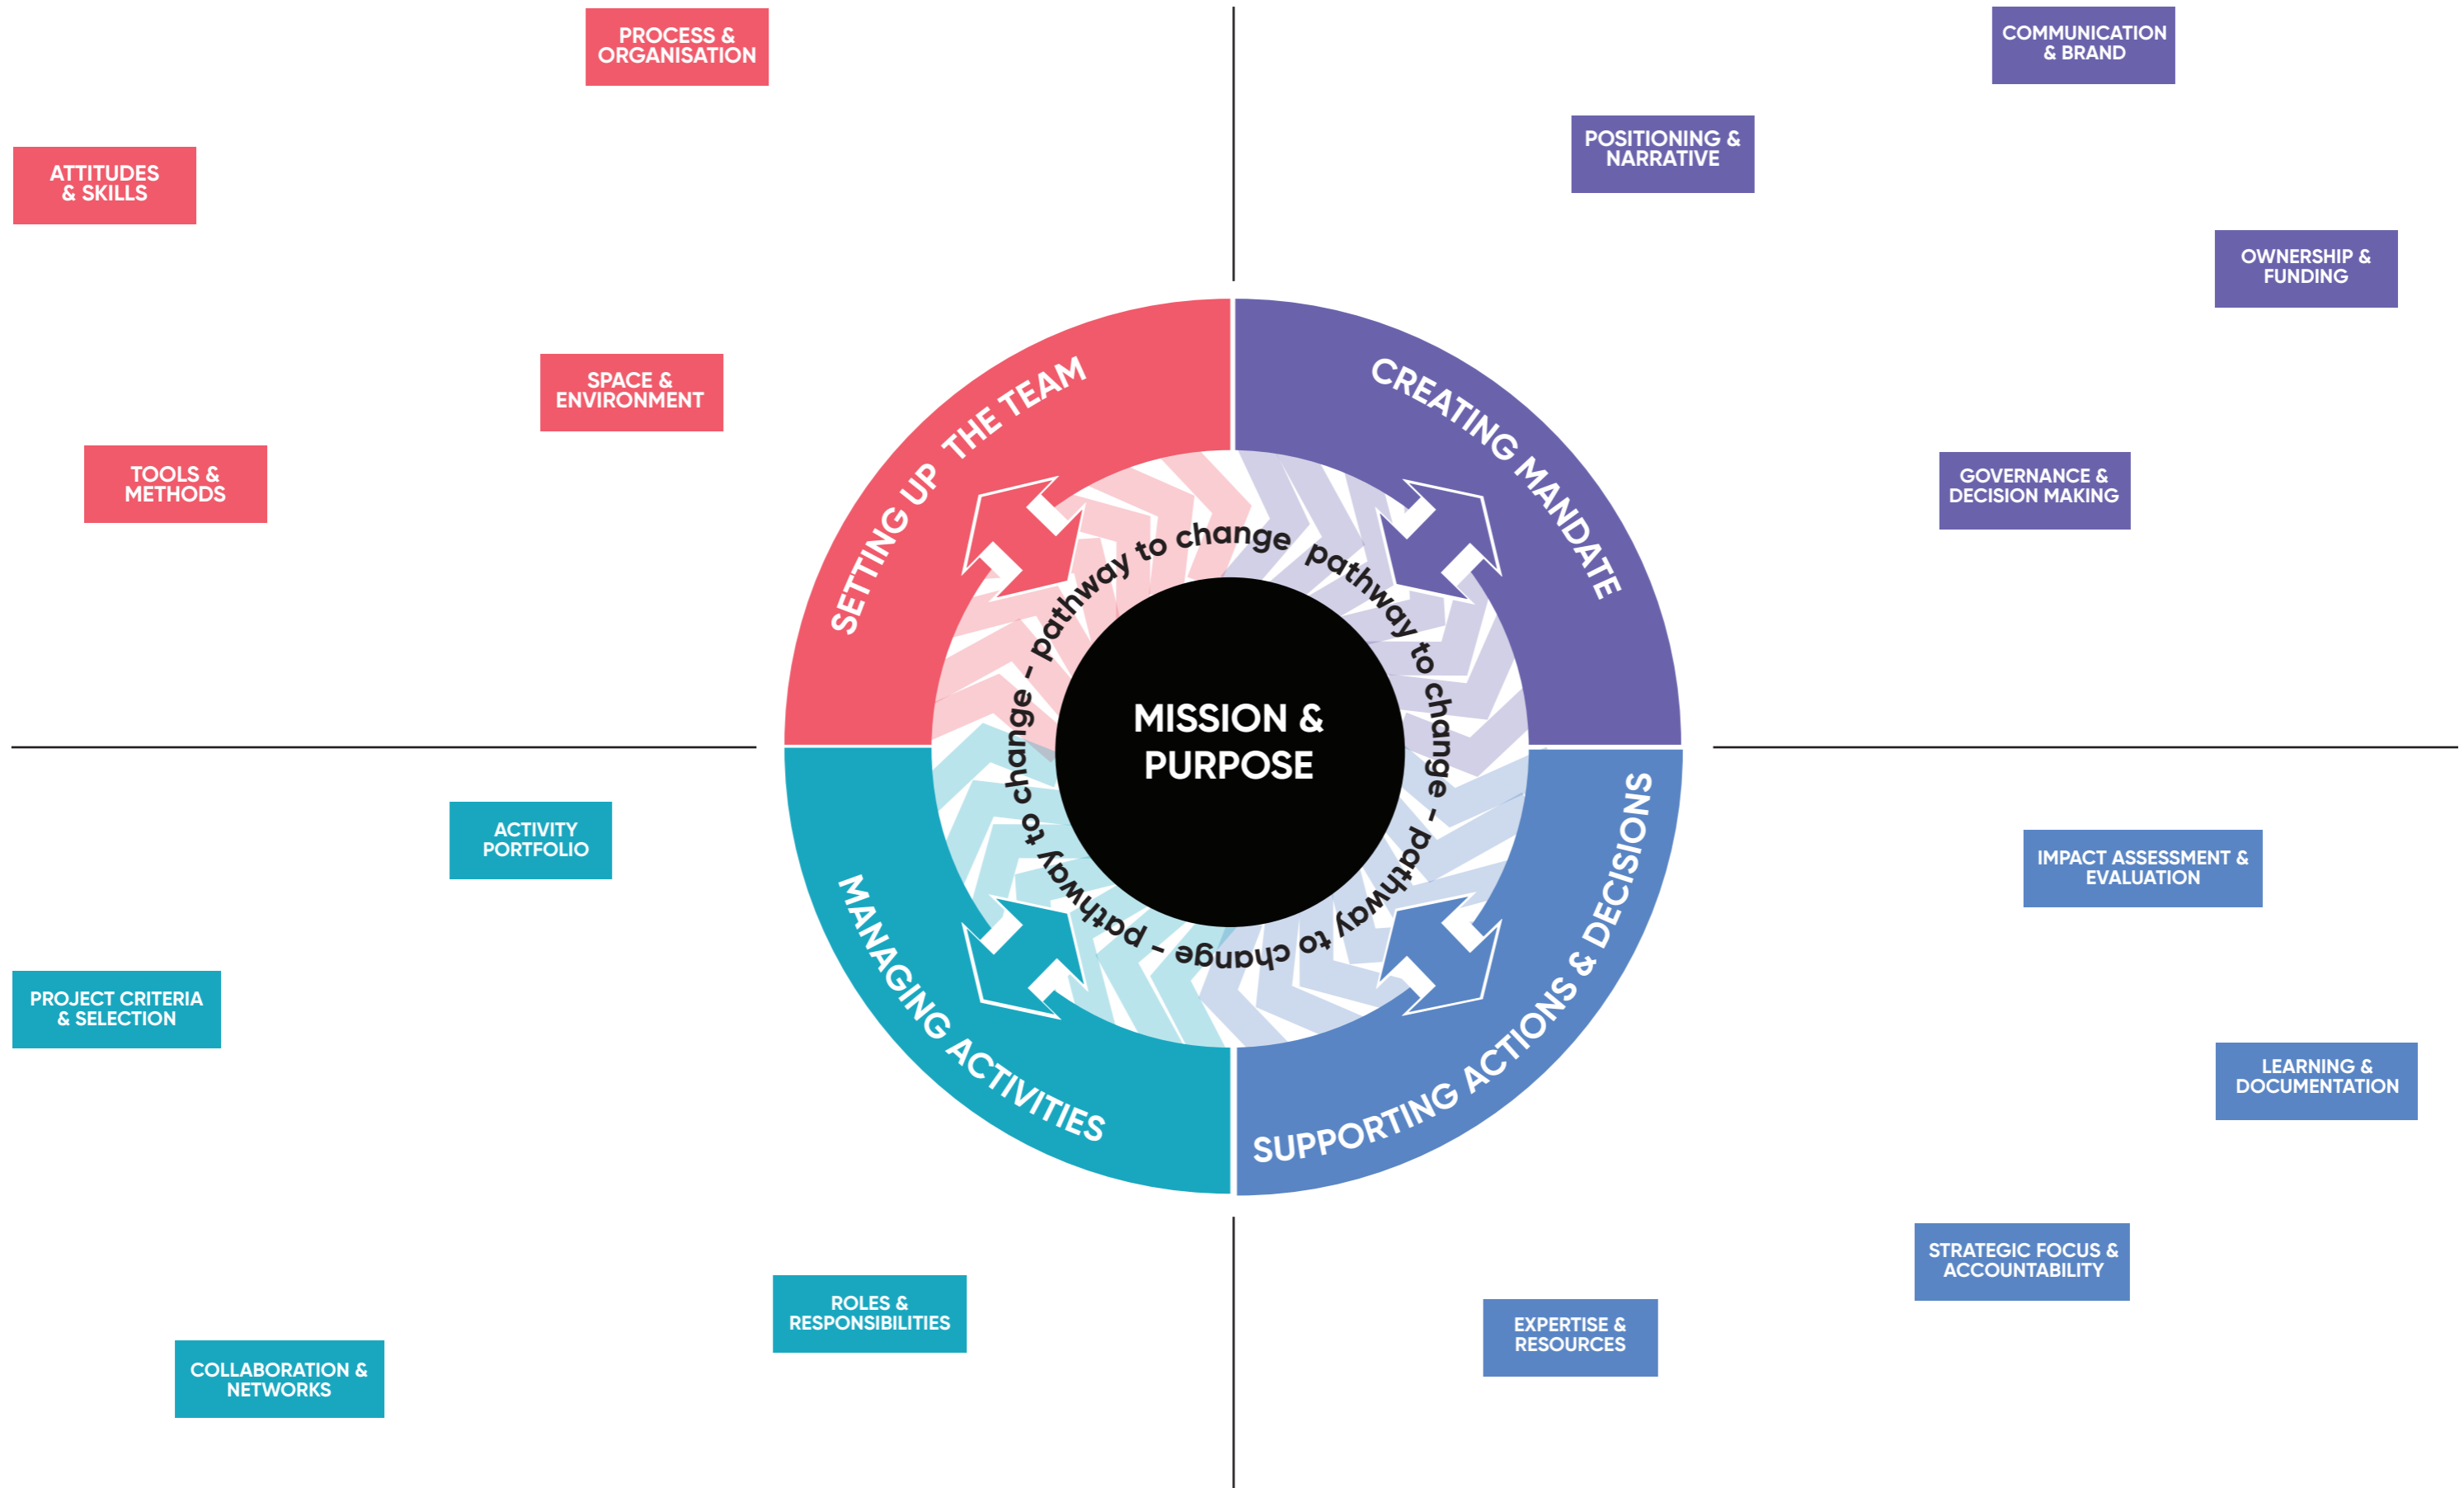 PROCESS &
ORGANISATION
ATTITUDES
& SKILLS
SPACE &
ENVIRONMENT
TOOLS &
METHODS
COMMUNICATION
& BRAND
POSITIONING &
NARRATIVE
OWNERSHIP &
FUNDING
GOVERNANCE &
DECISION MAKING
SETTING UP THE TEAM
CREATING MANDATE
pathway to change
pathway to change - pathway to change - pathway to change -
MISSION &
PURPOSE
MANAGING ACTIVITIES
SUPPORTING ACTIONS & DECISIONS
ACTIVITY
PORTFOLIO
PROJECT CRITERIA
& SELECTION
ROLES &
RESPONSIBILITIES
COLLABORATION &
NETWORKS
IMPACT ASSESSMENT &
EVALUATION
LEARNING &
DOCUMENTATION
STRATEGIC FOCUS &
ACCOUNTABILITY
EXPERTISE &
RESOURCES